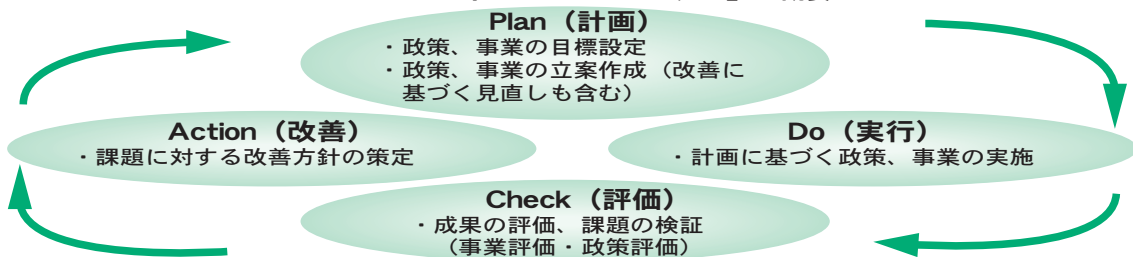 Plan（計画）
・政策、事業の目標設定
・政策、事業の立案作成（改善に
基づく見直しも含む）
Action（改善）
・課題に対する改善方針の策定
Do（実行）
・計画に基づく政策、事業の実施
Check（評価）
・成果の評価、課題の検証
（事業評価・政策評価）